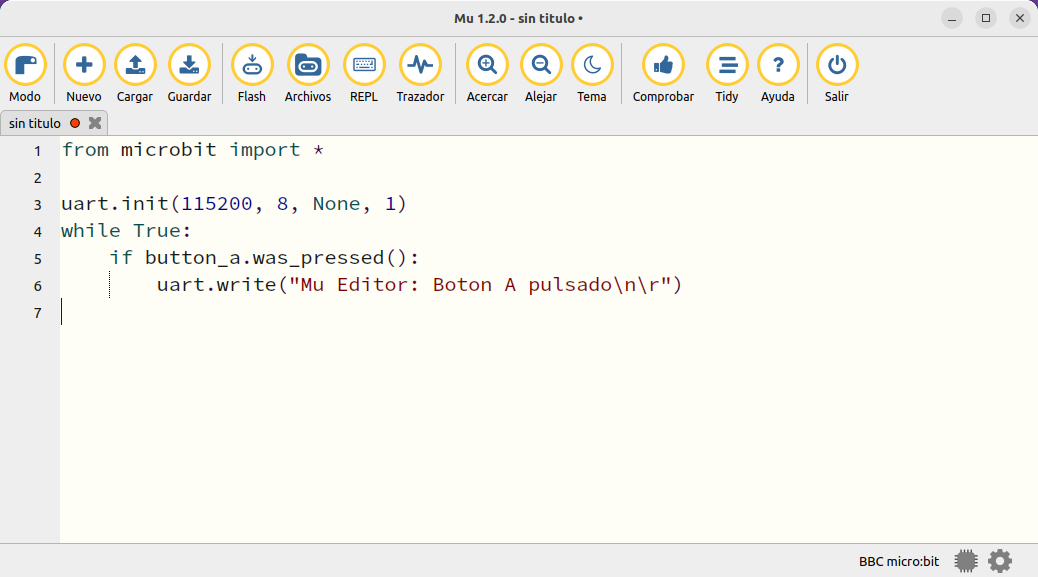 Mu 1.2.0 - sin titulo •
Modo Nuevo Cargar Guardar Flash Archivos REPL Trazador Acercar Alejar Tema Comprobar Tidy Ayuda Salir
sin titulo
1 from microbit import *
2
3 uart.init(115200, 8, None, 1)
4 while True:
5     if button_a.was_pressed():
6         uart.write("Mu Editor: Boton A pulsado\n\r")
7
BBC micro:bit